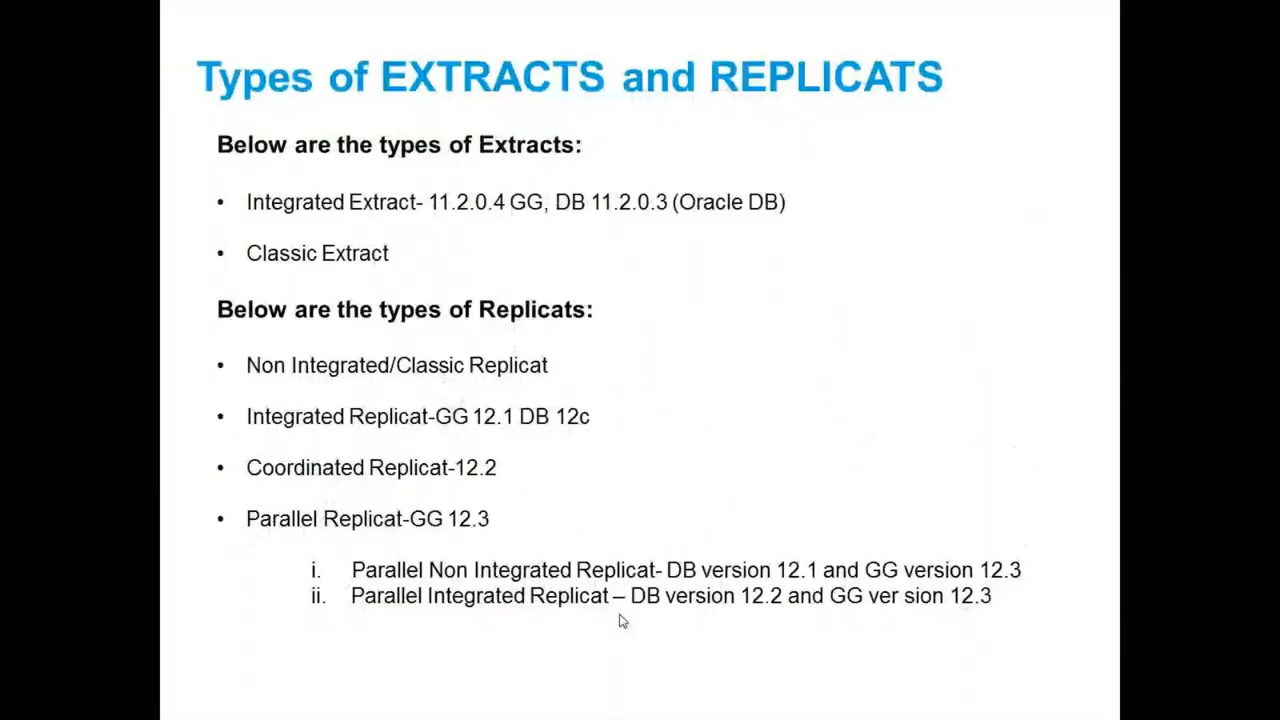 Types of EXTRACTS and REPLICATS
Below are the types of Extracts:
• Integrated Extract- 11.2.0.4 GG, DB 11.2.0.3 (Oracle DB)
• Classic Extract
Below are the types of Replicats:
• Non Integrated/Classic Replicat
• Integrated Replicat-GG 12.1 DB 12c
• Coordinated Replicat-12.2
• Parallel Replicat-GG 12.3
i. Parallel Non Integrated Replicat- DB version 12.1 and GG version 12.3
ii. Parallel Integrated Replicat – DB version 12.2 and GG ver sion 12.3